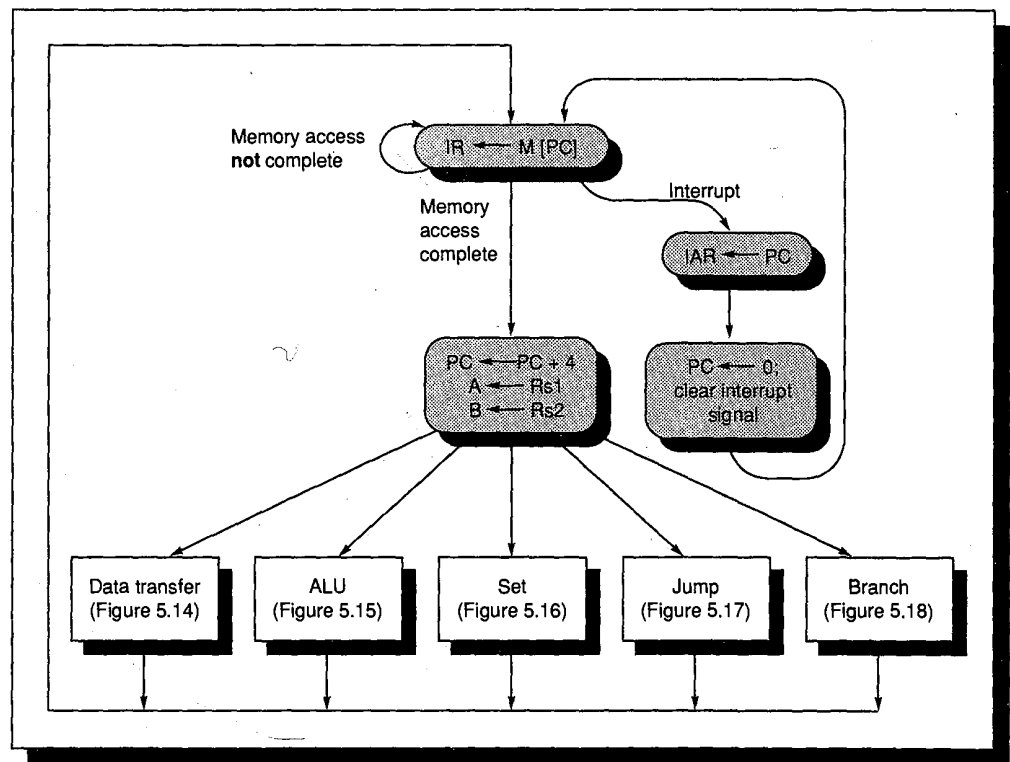 Memory access
not complete
IR ← M [PC]
Interrupt
Memory
access
complete
IAR ← PC
PC ← PC + 4
A ← Rs1
B ← Rs2
PC ← 0;
clear interrupt
signal
Data transfer
(Figure 5.14)
ALU
(Figure 5.15)
Set
(Figure 5.16)
Jump
(Figure 5.17)
Branch
(Figure 5.18)